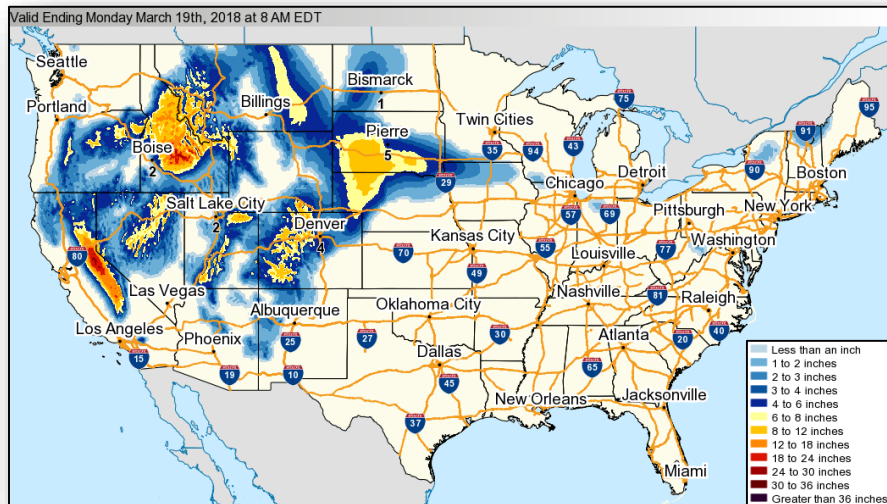 Valid Ending Monday March 19th, 2018 at 8 AM EDT
Seattle
Portland
Billings
Bismarck
1
Twin Cities
75
95
91
Boise
2
Pierre
5
35
94
43
90
Boston
29
Chicago
Detroit
New York
Salt Lake City
2
Denver
4
57
69
Pittsburgh
80
70
Kansas City
55
77
Washington
49
Louisville
Las Vegas
Nashville
81
Raleigh
Los Angeles
Albuquerque
Oklahoma City
Phoenix
25
27
30
Atlanta
20
40
15
Dallas
65
19
10
45
Jacksonville
New Orleans
37
Miami
Less than an inch
1 to 2 inches
2 to 3 inches
3 to 4 inches
4 to 6 inches
6 to 8 inches
8 to 12 inches
12 to 18 inches
18 to 24 inches
24 to 30 inches
30 to 36 inches
Greater than 36 inches